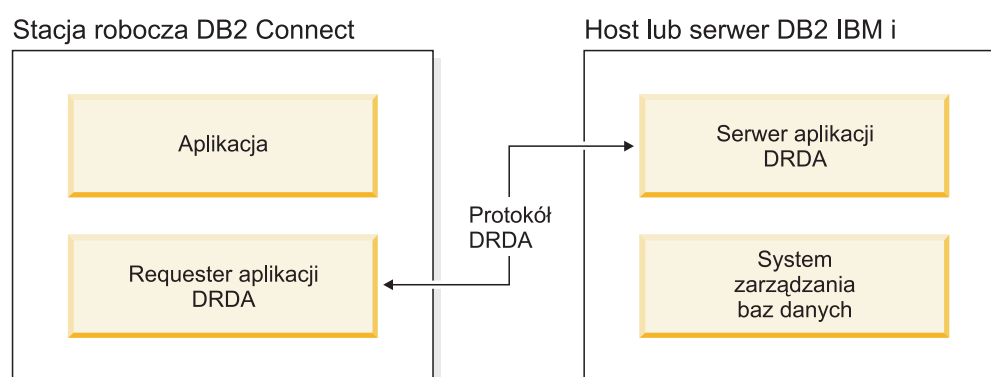 Stacja robocza DB2 Connect
Host lub serwer DB2 IBM i
Aplikacja
Serwer aplikacji
DRDA
Protokół
DRDA
Requester aplikacji
DRDA
System
zarządzania
baz danych